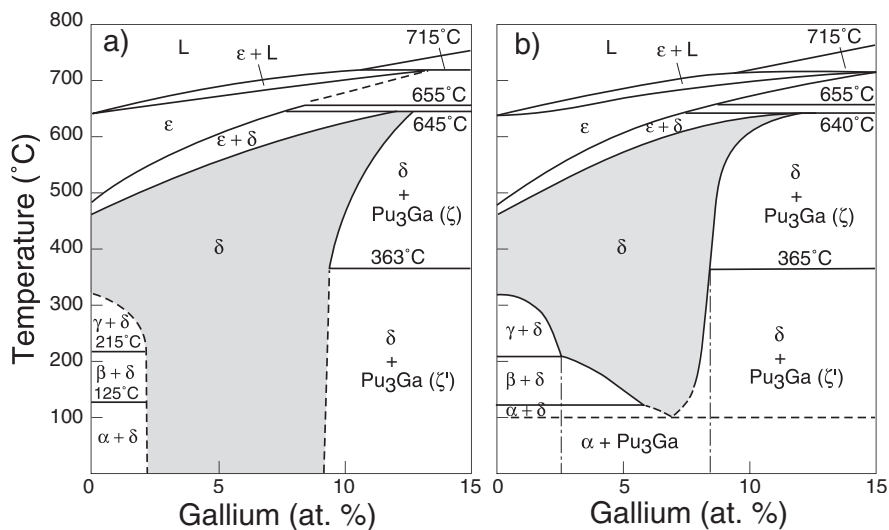 Temperature (˚C)
800
700
600
500
400
300
200
100
a)
L
ε + L
715˚C
655˚C
645˚C
ε
ε + δ
δ
δ
+
Pu₃Ga (ζ)
363˚C
γ + δ
215˚C
β + δ
125˚C
α + δ
δ
+
Pu₃Ga (ζ')
0
5
10
15
Gallium (at. %)
b)
L
ε + L
715˚C
655˚C
640˚C
ε
ε + δ
δ
δ
+
Pu₃Ga (ζ)
365˚C
γ + δ
β + δ
α + δ
δ
+
Pu₃Ga (ζ')
α + Pu₃Ga
0
5
10
15
Gallium (at. %)